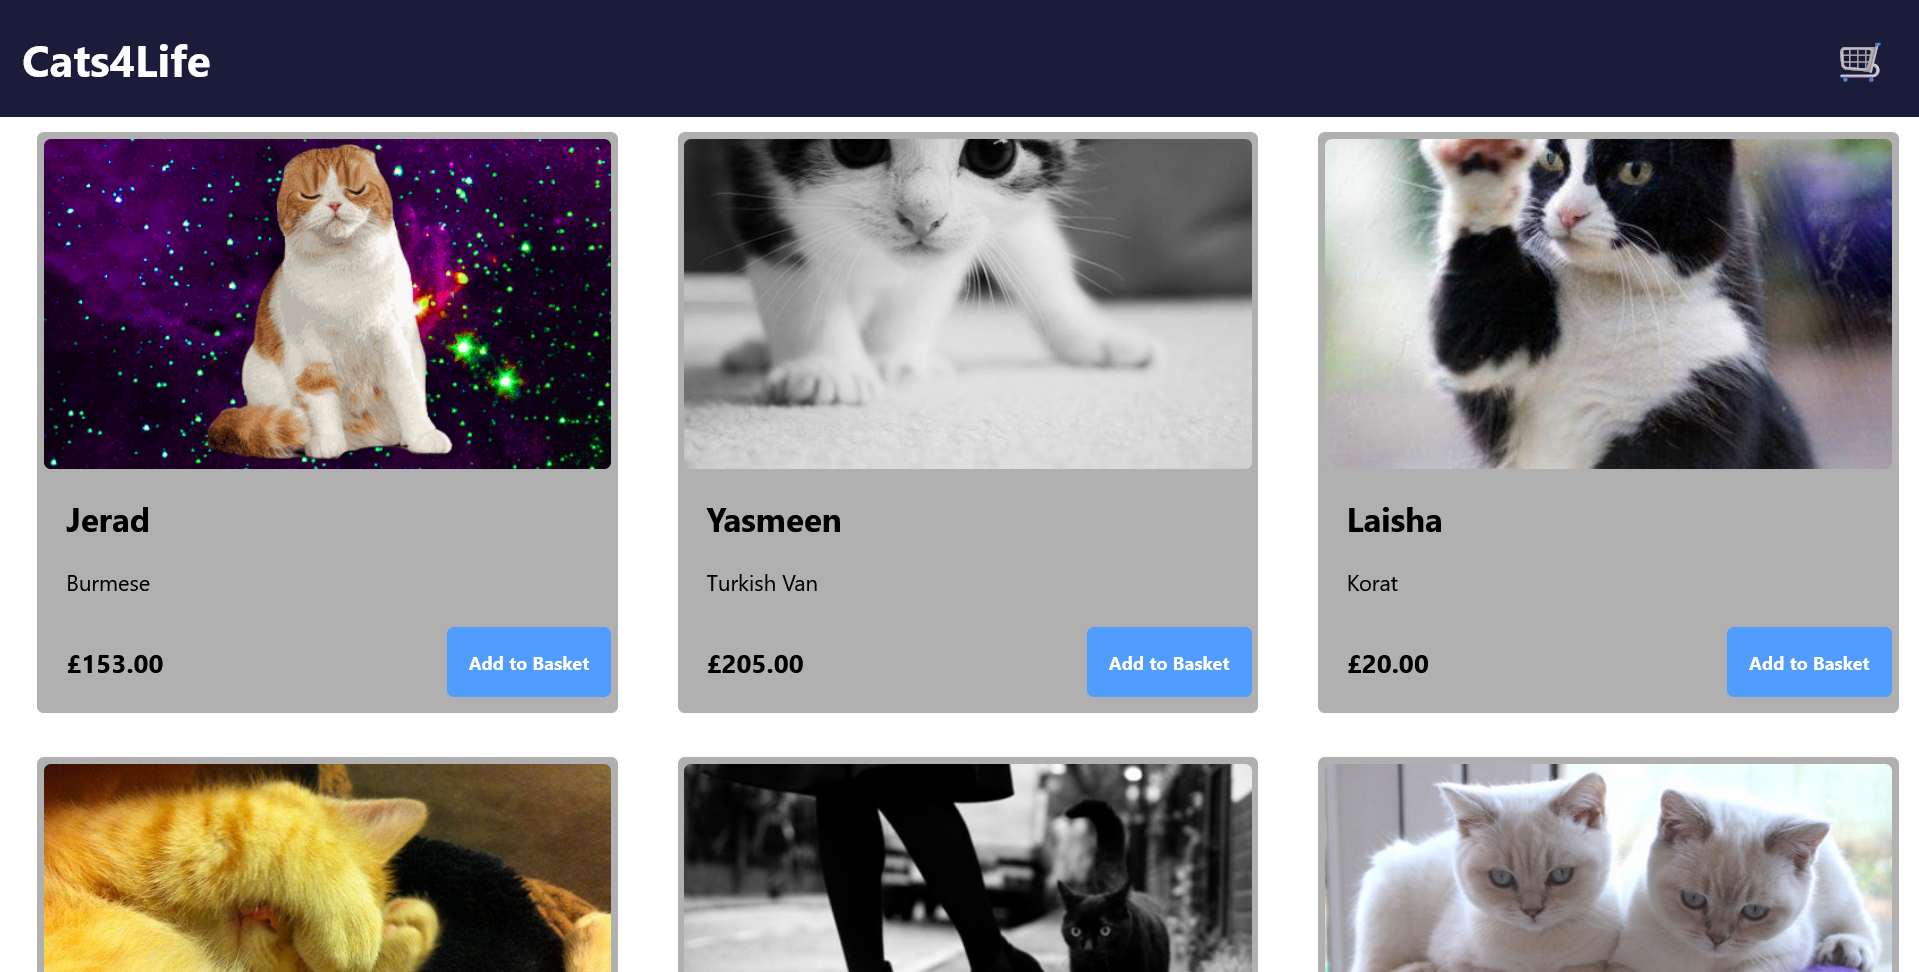 Cats4Life
Jerad
Burmese
£153.00
Add to Basket
Yasmeen
Turkish Van
£205.00
Add to Basket
Laisha
Korat
£20.00
Add to Basket